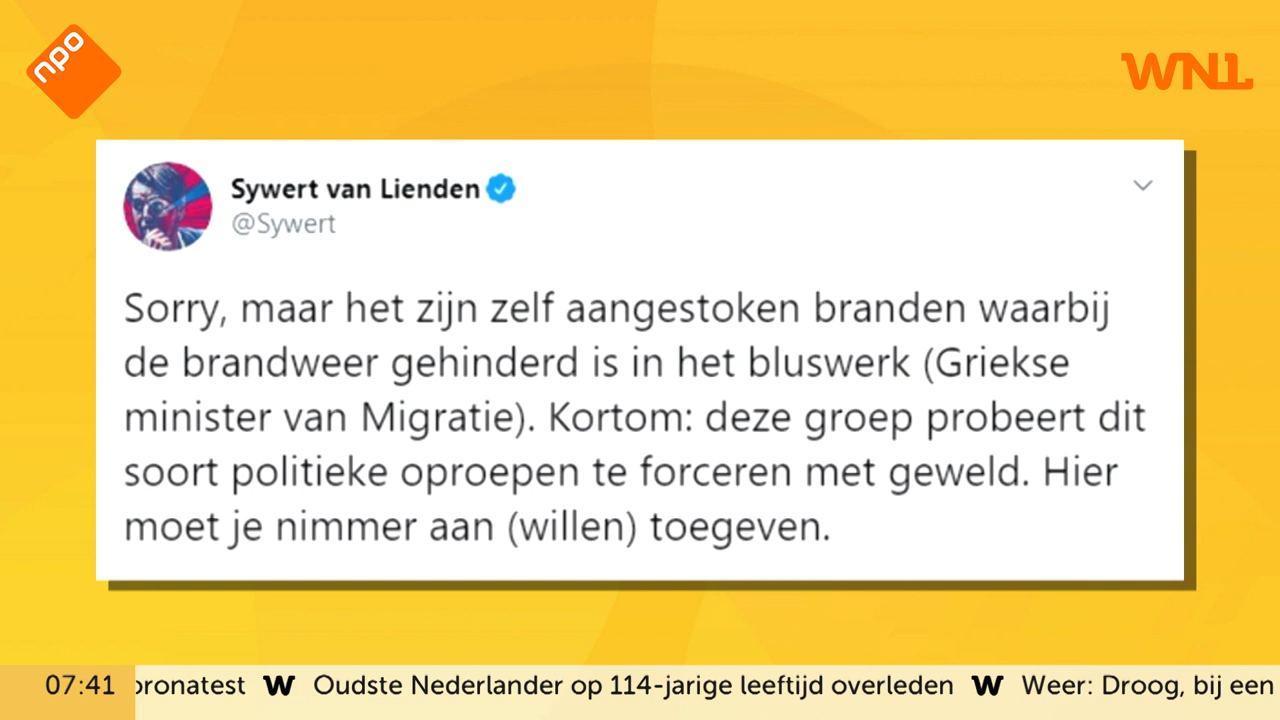 npo
WNL
Sywert van Lienden
@Sywert
Sorry, maar het zijn zelf aangestoken branden waarbij
de brandweer gehinderd is in het bluswerk (Griekse
minister van Migratie). Kortom: deze groep probeert dit
soort politieke oproepen te forceren met geweld. Hier
moet je nimmer aan (willen) toegeven.
07:41 oronatest W Oudste Nederlander op 114-jarige leeftijd overleden W Weer: Droog, bij een